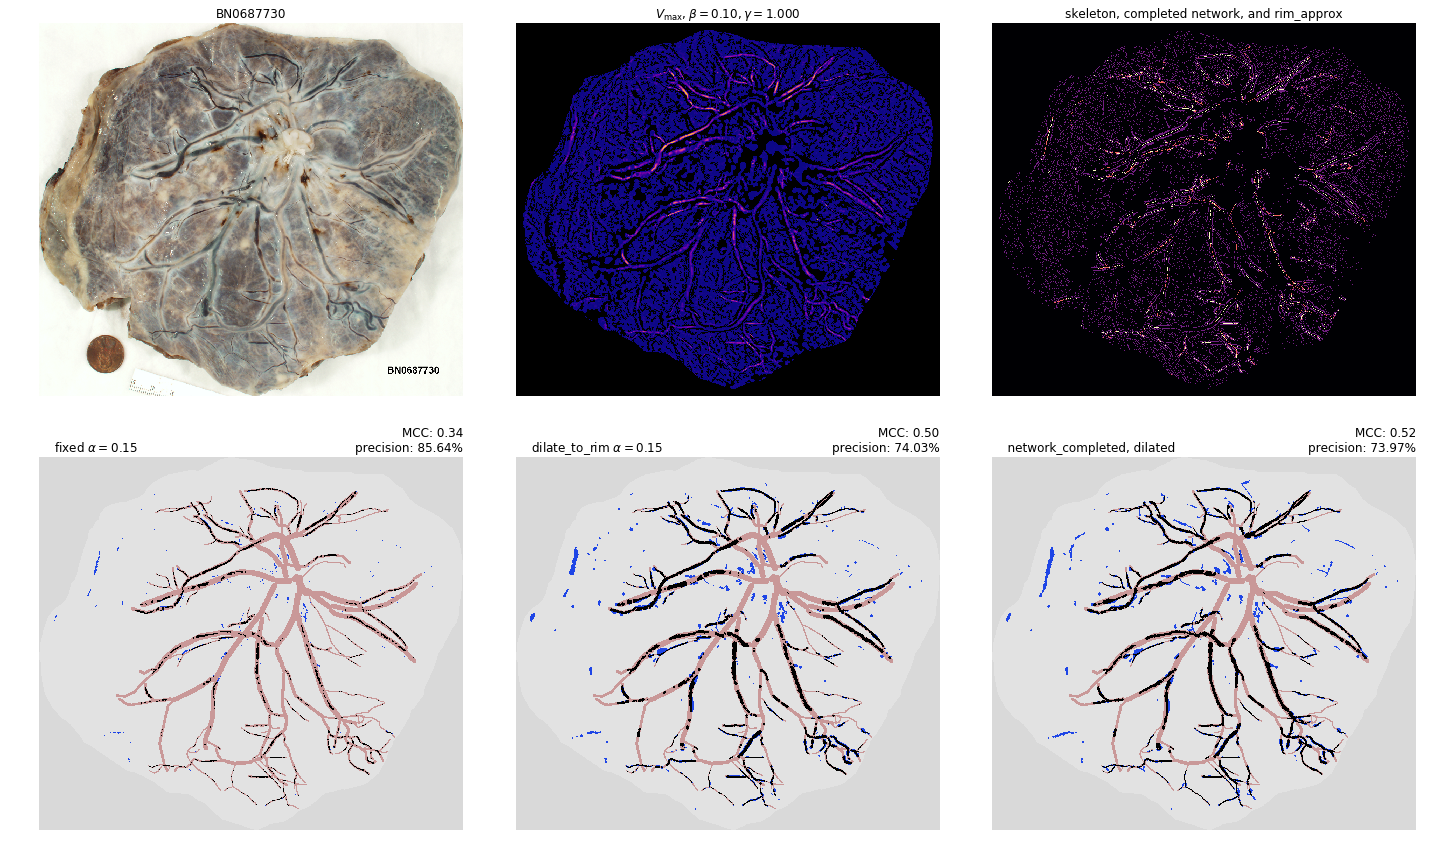 BN0687730
V_max, β = 0.10, γ = 1.000
skeleton, completed network, and rim_approx
BN0687730
MCC: 0.34
fixed α = 0.15
precision: 85.64%
MCC: 0.50
dilate_to_rim α = 0.15
precision: 74.03%
MCC: 0.52
network_completed, dilated
precision: 73.97%